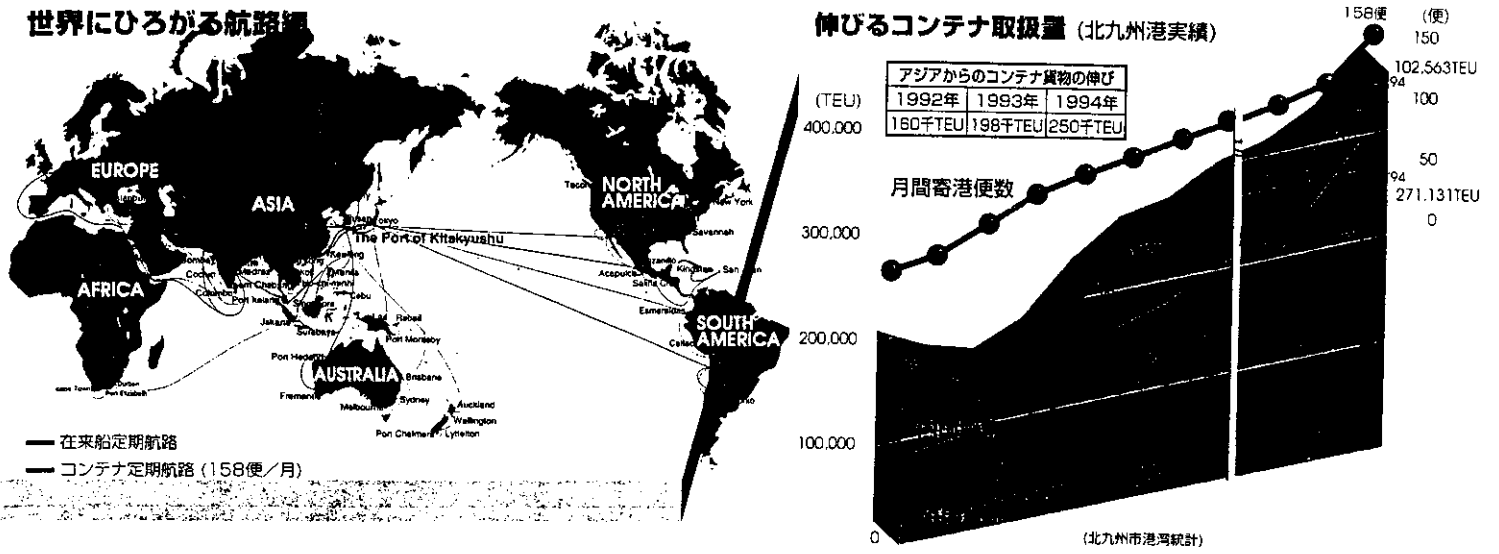 世界にひろがる航路網
EUROPE
ASIA
AFRICA
AUSTRALIA
NORTH
AMERICA
SOUTH
AMERICA
The Port of Kitakyushu
Tokyo
New York
Savannah
Acapulco
Kingston
Esmeraldas
Keelung
Manila
Cebu
Bombay
Cochin
Madras
Colombo
Port Kelang
Singapore
Jakarta
Surabaya
Rabaul
Port Moresby
Port Hedland
Brisbane
Fremantle
Sydney
Melbourne
Auckland
Wellington
Port Chalmers
Lyttelton
Durban
Port Elizabeth
在来船定期航路
コンテナ定期航路 (158便/月)
伸びるコンテナ取扱量 (北九州港実績)
アジアからのコンテナ貨物の伸び
1992年 1993年 1994年
160千TEU 198千TEU 250千TEU
(TEU)
400,000
300,000
200,000
100,000
0
月間寄港便数
158便 (便)
150
102.563TEU
'94
100
50
'94
271.131TEU
0
(北九州市港湾統計)